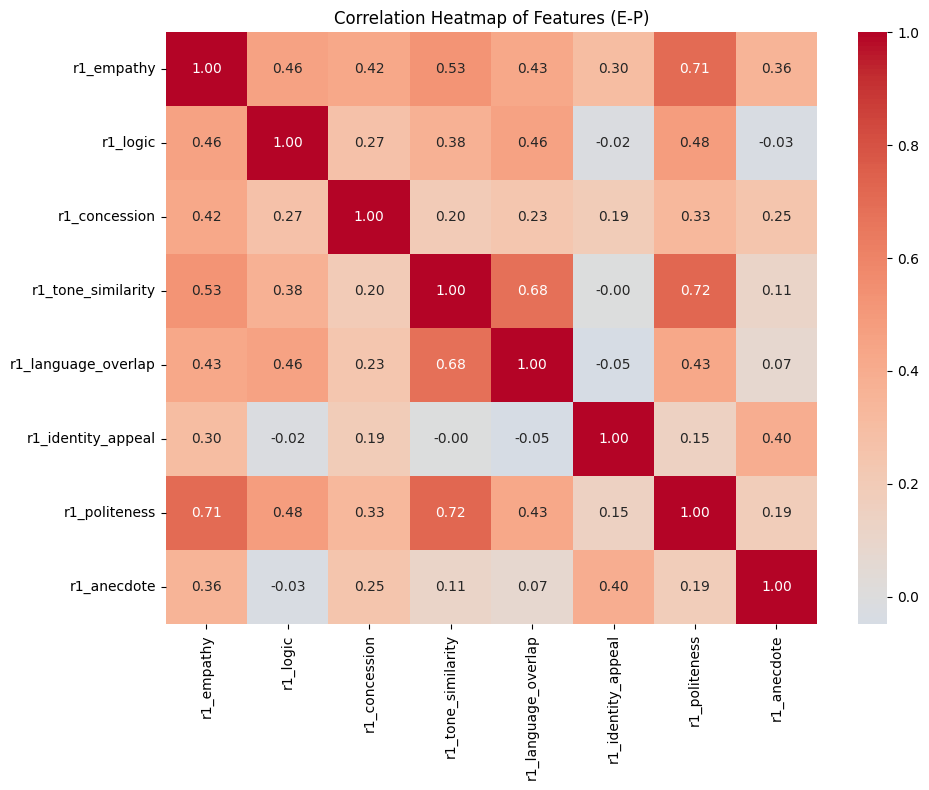 Correlation Heatmap of Features (E-P)
r1_empathy 1.00 0.46 0.42 0.53 0.43 0.30 0.71 0.36
r1_logic 0.46 1.00 0.27 0.38 0.46 -0.02 0.48 -0.03
r1_concession 0.42 0.27 1.00 0.20 0.23 0.19 0.33 0.25
r1_tone_similarity 0.53 0.38 0.20 1.00 0.68 -0.00 0.72 0.11
r1_language_overlap 0.43 0.46 0.23 0.68 1.00 -0.05 0.43 0.07
r1_identity_appeal 0.30 -0.02 0.19 -0.00 -0.05 1.00 0.15 0.40
r1_politeness 0.71 0.48 0.33 0.72 0.43 0.15 1.00 0.19
r1_anecdote 0.36 -0.03 0.25 0.11 0.07 0.40 0.19 1.00
r1_empathy
r1_logic
r1_concession
r1_tone_similarity
r1_language_overlap
r1_identity_appeal
r1_politeness
r1_anecdote
1.0
0.8
0.6
0.4
0.2
0.0